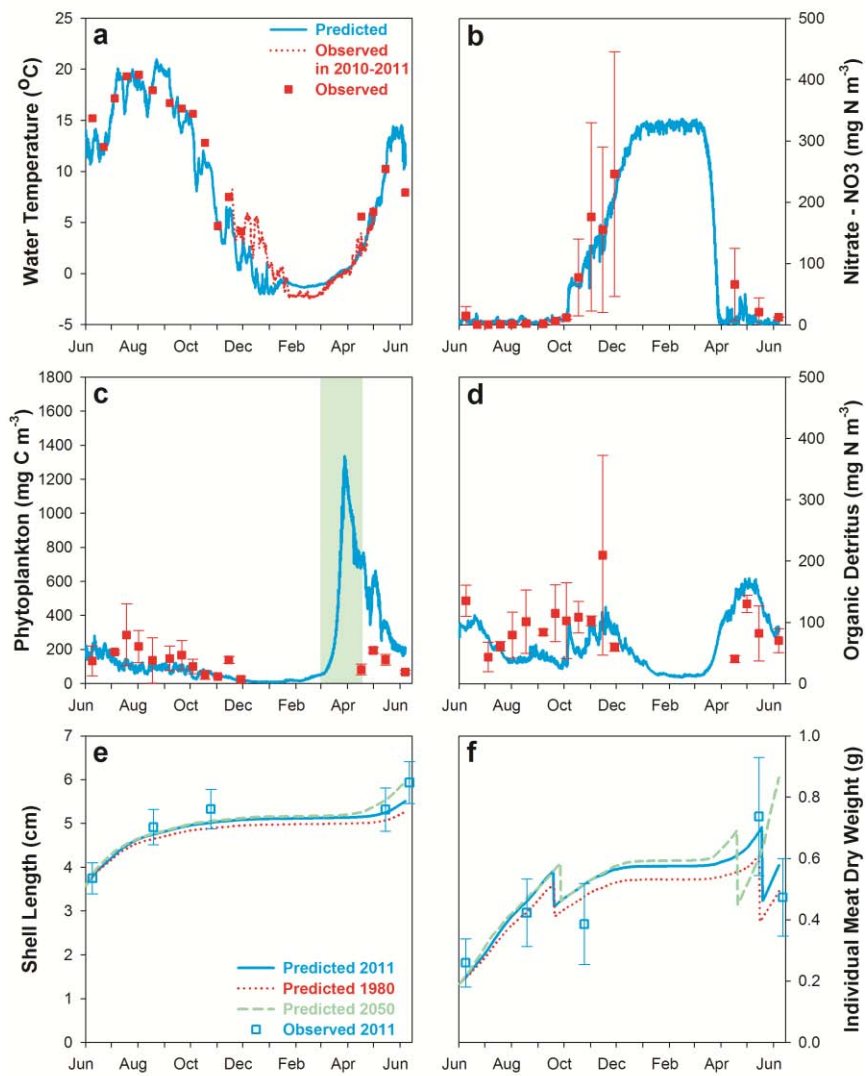 a
Predicted
Observed
in 2010-2011
Observed
Water Temperature (°C)
25
20
15
10
5
0
-5
Jun Aug Oct Dec Feb Apr Jun
b
500
400
300
200
100
0
Nitrate - NO3 (mg N m-3)
Jun Aug Oct Dec Feb Apr Jun
c
Phytoplankton (mg C m-3)
1800
1600
1400
1200
1000
800
600
400
200
0
Jun Aug Oct Dec Feb Apr Jun
d
500
400
300
200
100
0
Organic Detritus (mg N m-3)
Jun Aug Oct Dec Feb Apr Jun
e
Shell Length (cm)
7
6
5
4
3
2
1
0
Predicted 2011
Predicted 1980
Predicted 2050
Observed 2011
Jun Aug Oct Dec Feb Apr Jun
f
1.0
0.8
0.6
0.4
0.2
0.0
Individual Meat Dry Weight (g)
Jun Aug Oct Dec Feb Apr Jun